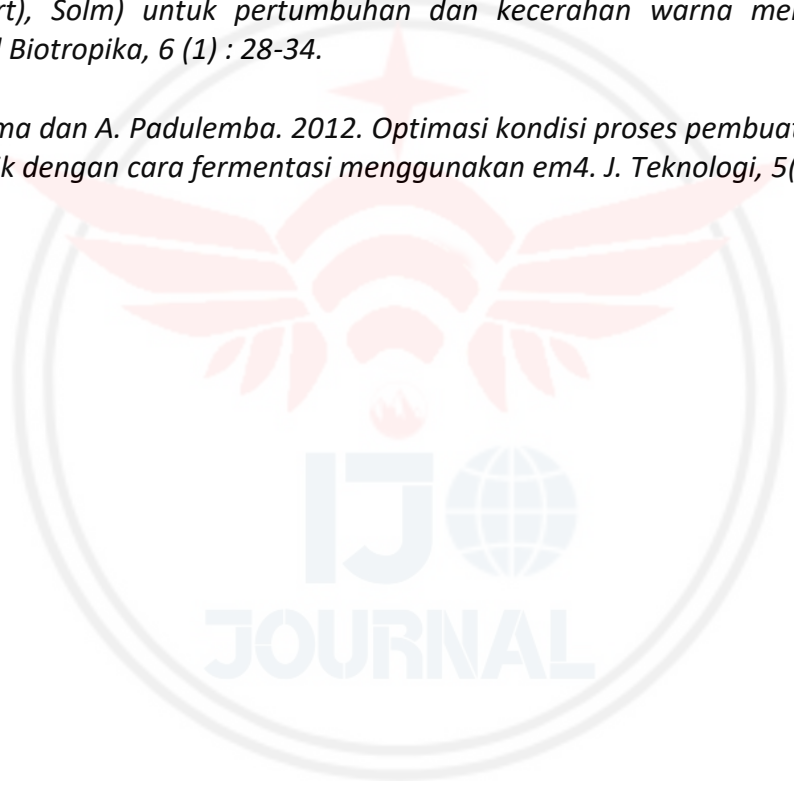 rt), Solm) untuk pertumbuhan dan kecerahan warna me
Biotropika, 6 (1) : 28-34.
ma dan A. Padulemba. 2012. Optimasi kondisi proses pembuat
k dengan cara fermentasi menggunakan em4. J. Teknologi, 5(
IJO
JOURNAL